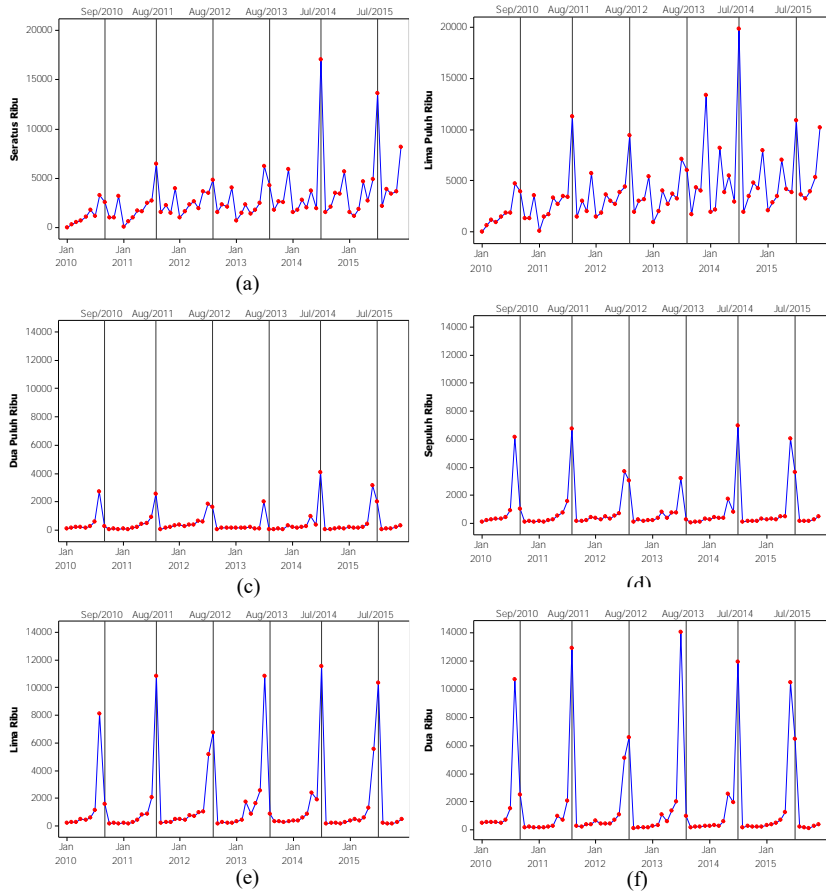 Sep/2010 Aug/2011 Aug/2012 Aug/2013 Jul/2014 Jul/2015
20000
15000
10000
5000
0
Seratus Ribu
Jan Jan Jan Jan Jan Jan
2010 2011 2012 2013 2014 2015
(a)
Sep/2010 Aug/2011 Aug/2012 Aug/2013 Jul/2014 Jul/2015
20000
15000
10000
5000
0
Lima Puluh Ribu
Jan Jan Jan Jan Jan Jan
2010 2011 2012 2013 2014 2015
(b)
Sep/2010 Aug/2011 Aug/2012 Aug/2013 Jul/2014 Jul/2015
14000
12000
10000
8000
6000
4000
2000
0
Dua Puluh Ribu
Jan Jan Jan Jan Jan Jan
2010 2011 2012 2013 2014 2015
(c)
Sep/2010 Aug/2011 Aug/2012 Aug/2013 Jul/2014 Jul/2015
14000
12000
10000
8000
6000
4000
2000
0
Sepuluh Ribu
Jan Jan Jan Jan Jan Jan
2010 2011 2012 2013 2014 2015
(d)
Sep/2010 Aug/2011 Aug/2012 Aug/2013 Jul/2014 Jul/2015
14000
12000
10000
8000
6000
4000
2000
0
Lima Ribu
Jan Jan Jan Jan Jan Jan
2010 2011 2012 2013 2014 2015
(e)
Sep/2010 Aug/2011 Aug/2012 Aug/2013 Jul/2014 Jul/2015
14000
12000
10000
8000
6000
4000
2000
0
Dua Ribu
Jan Jan Jan Jan Jan Jan
2010 2011 2012 2013 2014 2015
(f)